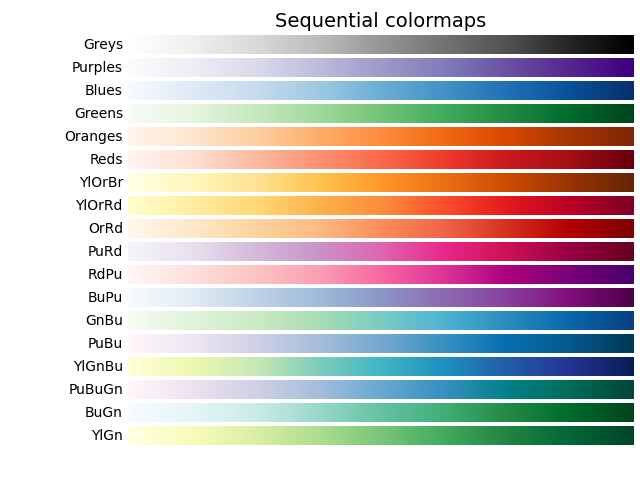 Sequential colormaps
Greys
Purples
Blues
Greens
Oranges
Reds
YlOrBr
YlOrRd
OrRd
PuRd
RdPu
BuPu
GnBu
PuBu
YlGnBu
PuBuGn
BuGn
YlGn